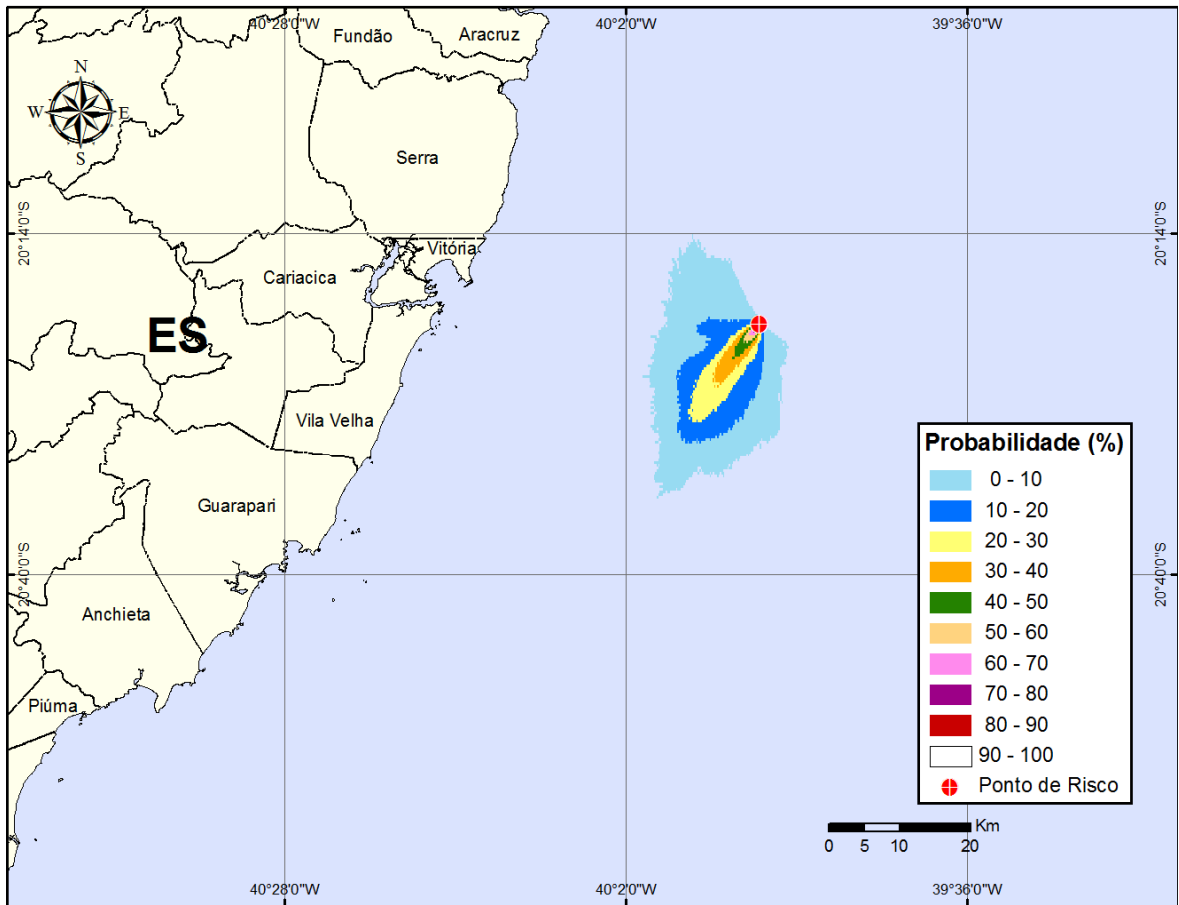 40°28'0"W
40°2'0"W
39°36'0"W
Fundão
Aracruz
N
W
E
S
Serra
20°14'0"S
20°14'0"S
Vitória
Cariacica
ES
Vila Velha
Guarapari
20°40'0"S
20°40'0"S
Anchieta
Piúma
Probabilidade (%)
0 - 10
10 - 20
20 - 30
30 - 40
40 - 50
50 - 60
60 - 70
70 - 80
80 - 90
90 - 100
Ponto de Risco
Km
0 5 10 20
40°28'0"W
40°2'0"W
39°36'0"W